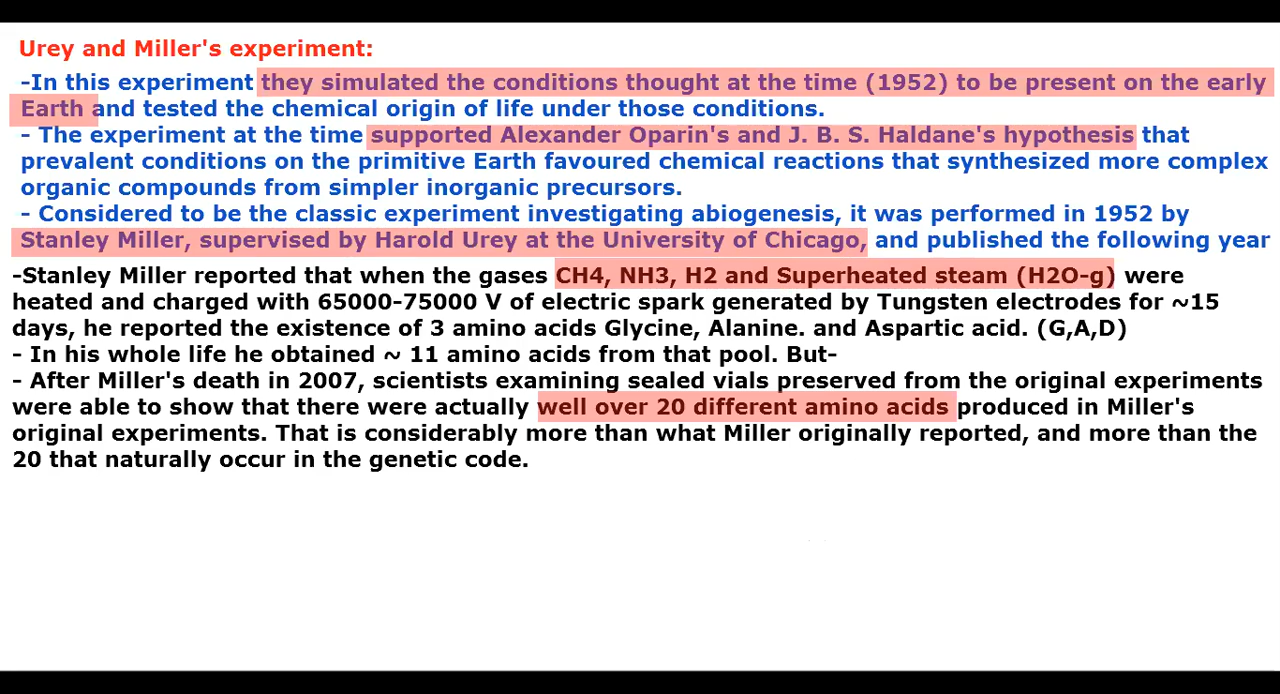 Urey and Miller's experiment:
-In this experiment they simulated the conditions thought at the time (1952) to be present on the early
Earth and tested the chemical origin of life under those conditions.
- The experiment at the time supported Alexander Oparin's and J. B. S. Haldane's hypothesis that
prevalent conditions on the primitive Earth favoured chemical reactions that synthesized more complex
organic compounds from simpler inorganic precursors.
- Considered to be the classic experiment investigating abiogenesis, it was performed in 1952 by
Stanley Miller, supervised by Harold Urey at the University of Chicago, and published the following year
-Stanley Miller reported that when the gases CH4, NH3, H2 and Superheated steam (H2O-g) were
heated and charged with 65000-75000 V of electric spark generated by Tungsten electrodes for ~15
days, he reported the existence of 3 amino acids Glycine, Alanine. and Aspartic acid. (G,A,D)
- In his whole life he obtained ~ 11 amino acids from that pool. But-
- After Miller's death in 2007, scientists examining sealed vials preserved from the original experiments
were able to show that there were actually well over 20 different amino acids produced in Miller's
original experiments. That is considerably more than what Miller originally reported, and more than the
20 that naturally occur in the genetic code.